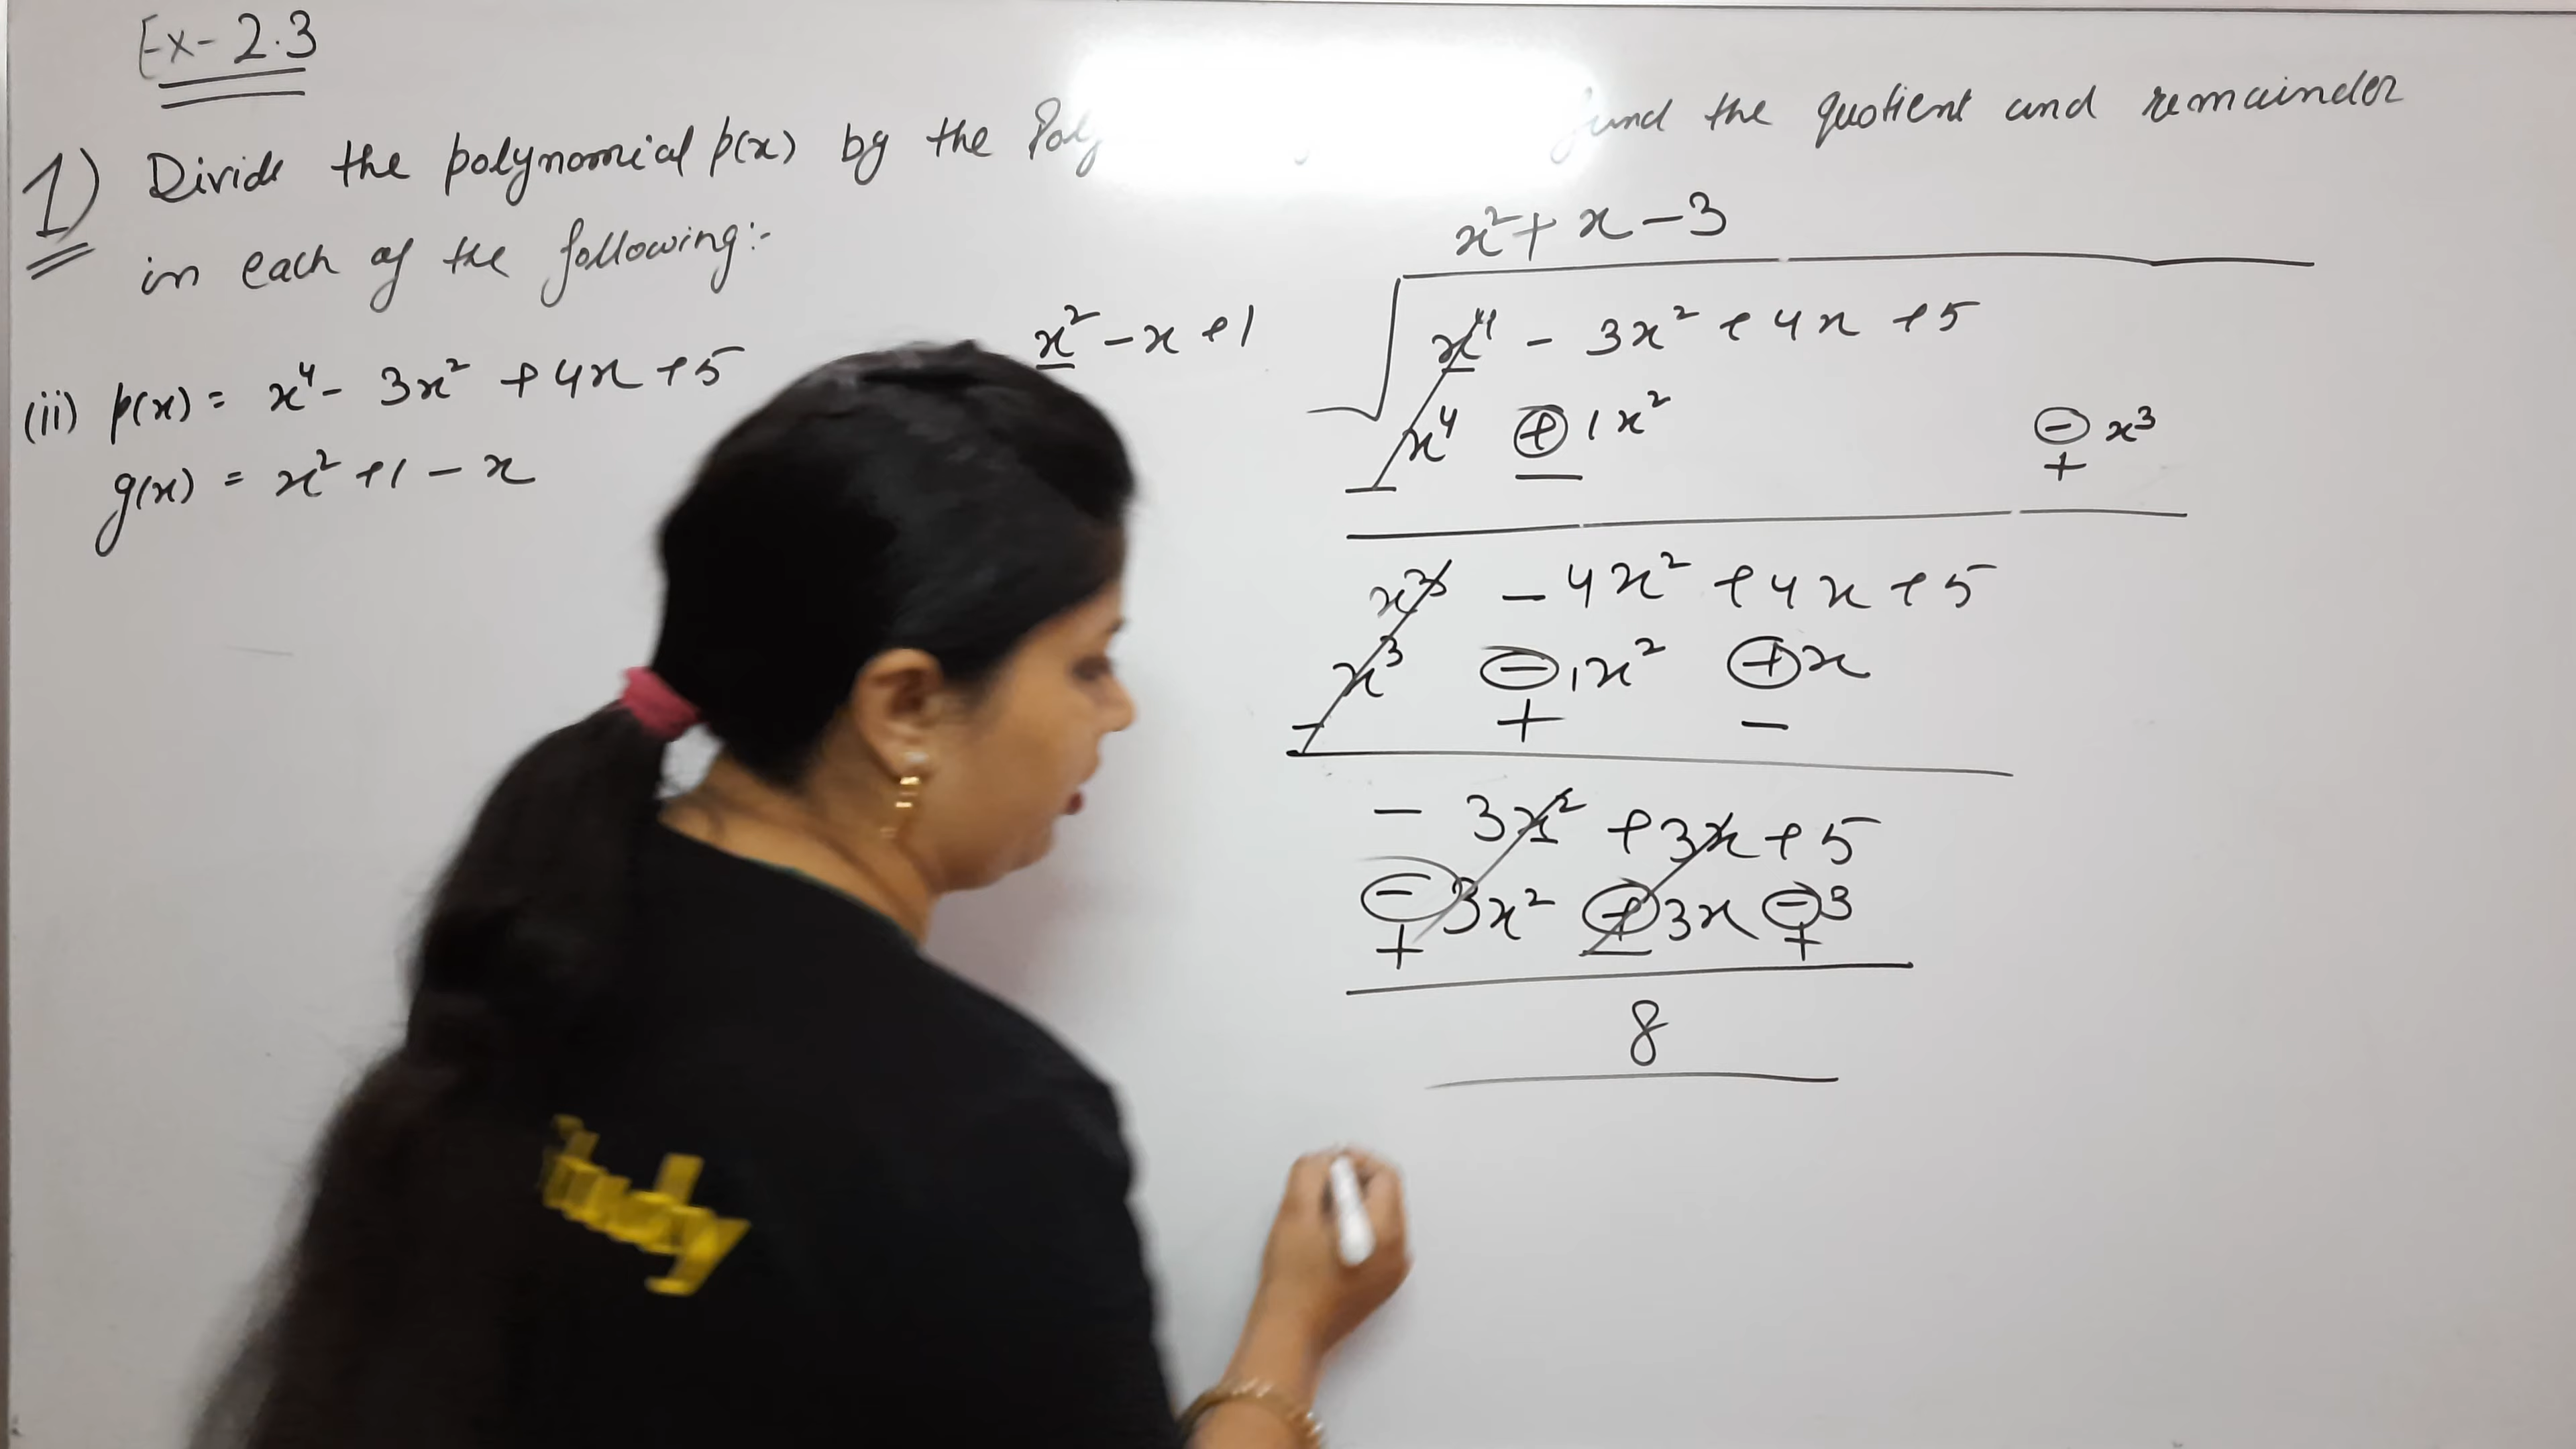 Ex-2.3
1) Divide the polynomial p(x) by the Poly find the quotient and remainder
in each of the following:-
(ii) p(x) = x⁴ - 3x² + 4x + 5
g(x) = x² + 1 - x
x² + x - 3
x² - x + 1
x⁴ - 3x² + 4x + 5
x⁴ ⊕ 1x² ⊖ x³
- - +
x³ - 4x² + 4x + 5
x³ ⊖ 1x² ⊕ x
- + -
- 3x² + 3x + 5
⊖ 3x² ⊕ 3x ⊖ 3
+ - +
8